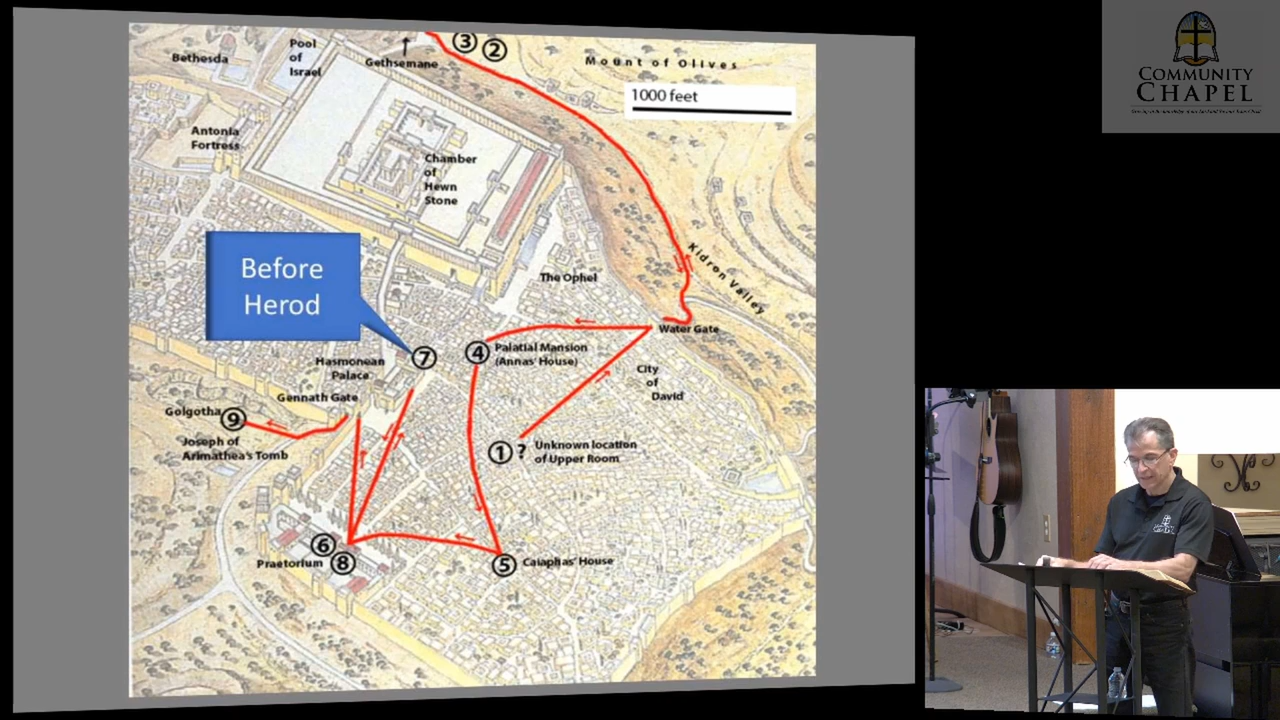 Bethesda
Pool
of
Israel
Gethsemane
③ ②
Mount of Olives
1000 feet
Antonia
Fortress
Chamber
of
Hewn
Stone
Before
Herod
The Ophel
Kidron Valley
Water Gate
⑦
④
Palatial Mansion
(Annas' House)
Hasmonean
Palace
City
of
David
Gennath Gate
Golgotha
⑨
Joseph of
Arimathea's Tomb
① ?
Unknown location
of Upper Room
⑥
Praetorium ⑧
⑤ Caiaphas' House
COMMUNITY
CHAPEL